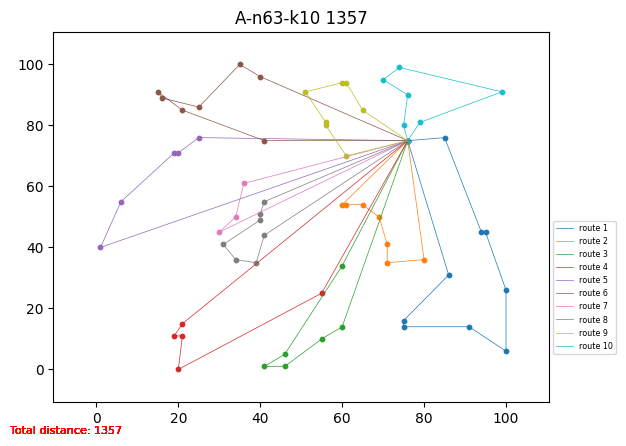 A-n63-k10 1357
100
80
60
40
20
0
0 20 40 60 80 100
route 1
route 2
route 3
route 4
route 5
route 6
route 7
route 8
route 9
route 10
Total distance: 1357